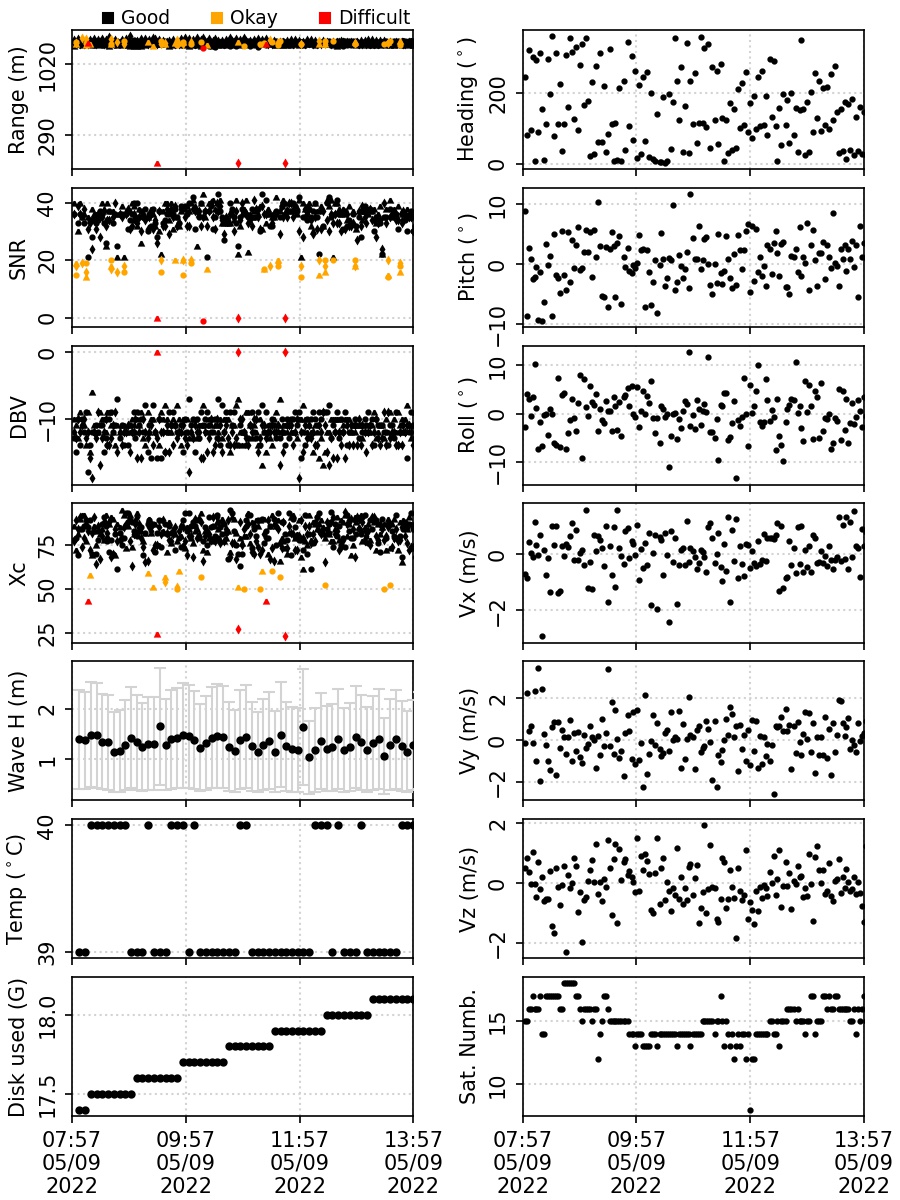 Good Okay Difficult
Range (m)
1020
290
Heading (°)
200
0
SNR
40
20
0
Pitch (°)
10
0
−10
DBV
0
−10
Roll (°)
10
0
−10
Xc
75
50
25
Vx (m/s)
0
−2
Wave H (m)
2
1
Vy (m/s)
2
0
−2
Temp (°C)
40
39
Vz (m/s)
2
0
−2
Disk used (G)
18.0
17.5
Sat. Numb.
15
10
07:57 09:57 11:57 13:57
05/09 05/09 05/09 05/09
2022 2022 2022 2022
07:57 09:57 11:57 13:57
05/09 05/09 05/09 05/09
2022 2022 2022 2022